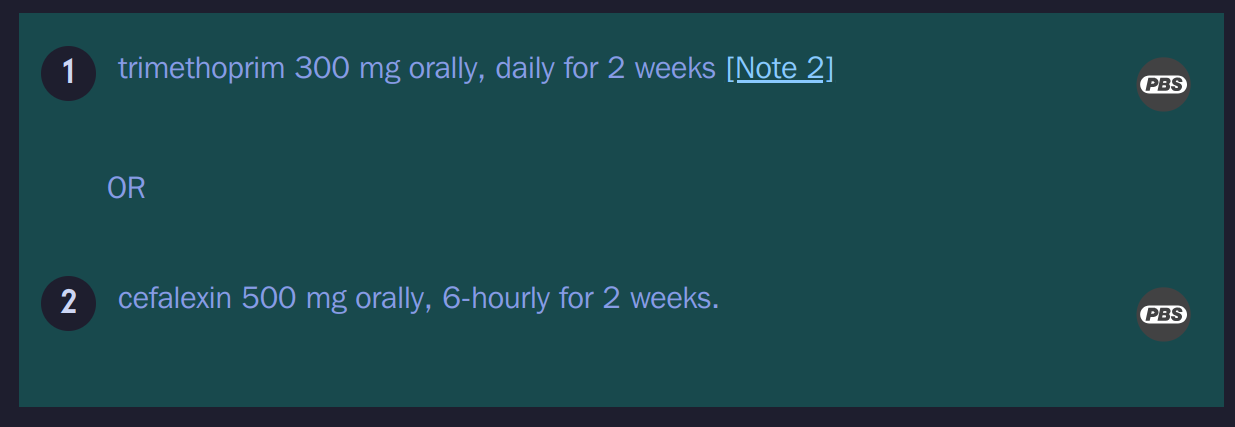 1 trimethoprim 300 mg orally, daily for 2 weeks [Note 2] PBS
OR
2 cefalexin 500 mg orally, 6-hourly for 2 weeks. PBS